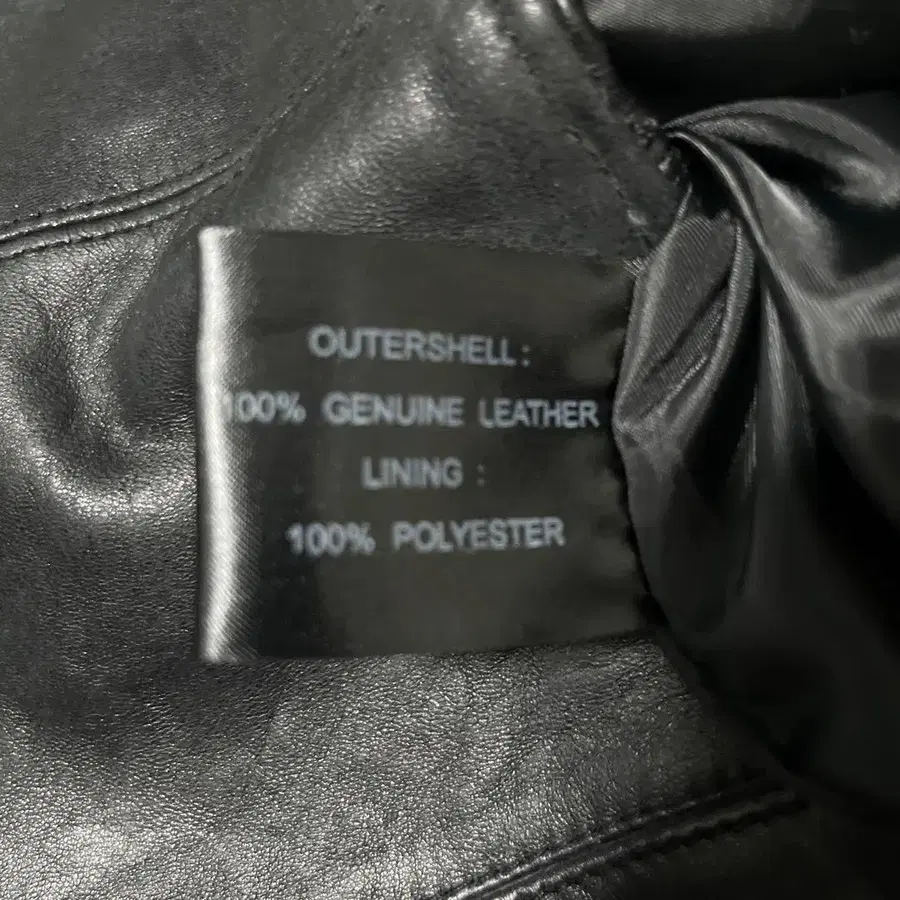 OUTERSHELL:
100% GENUINE LEATHER
LINING :
100% POLYESTER